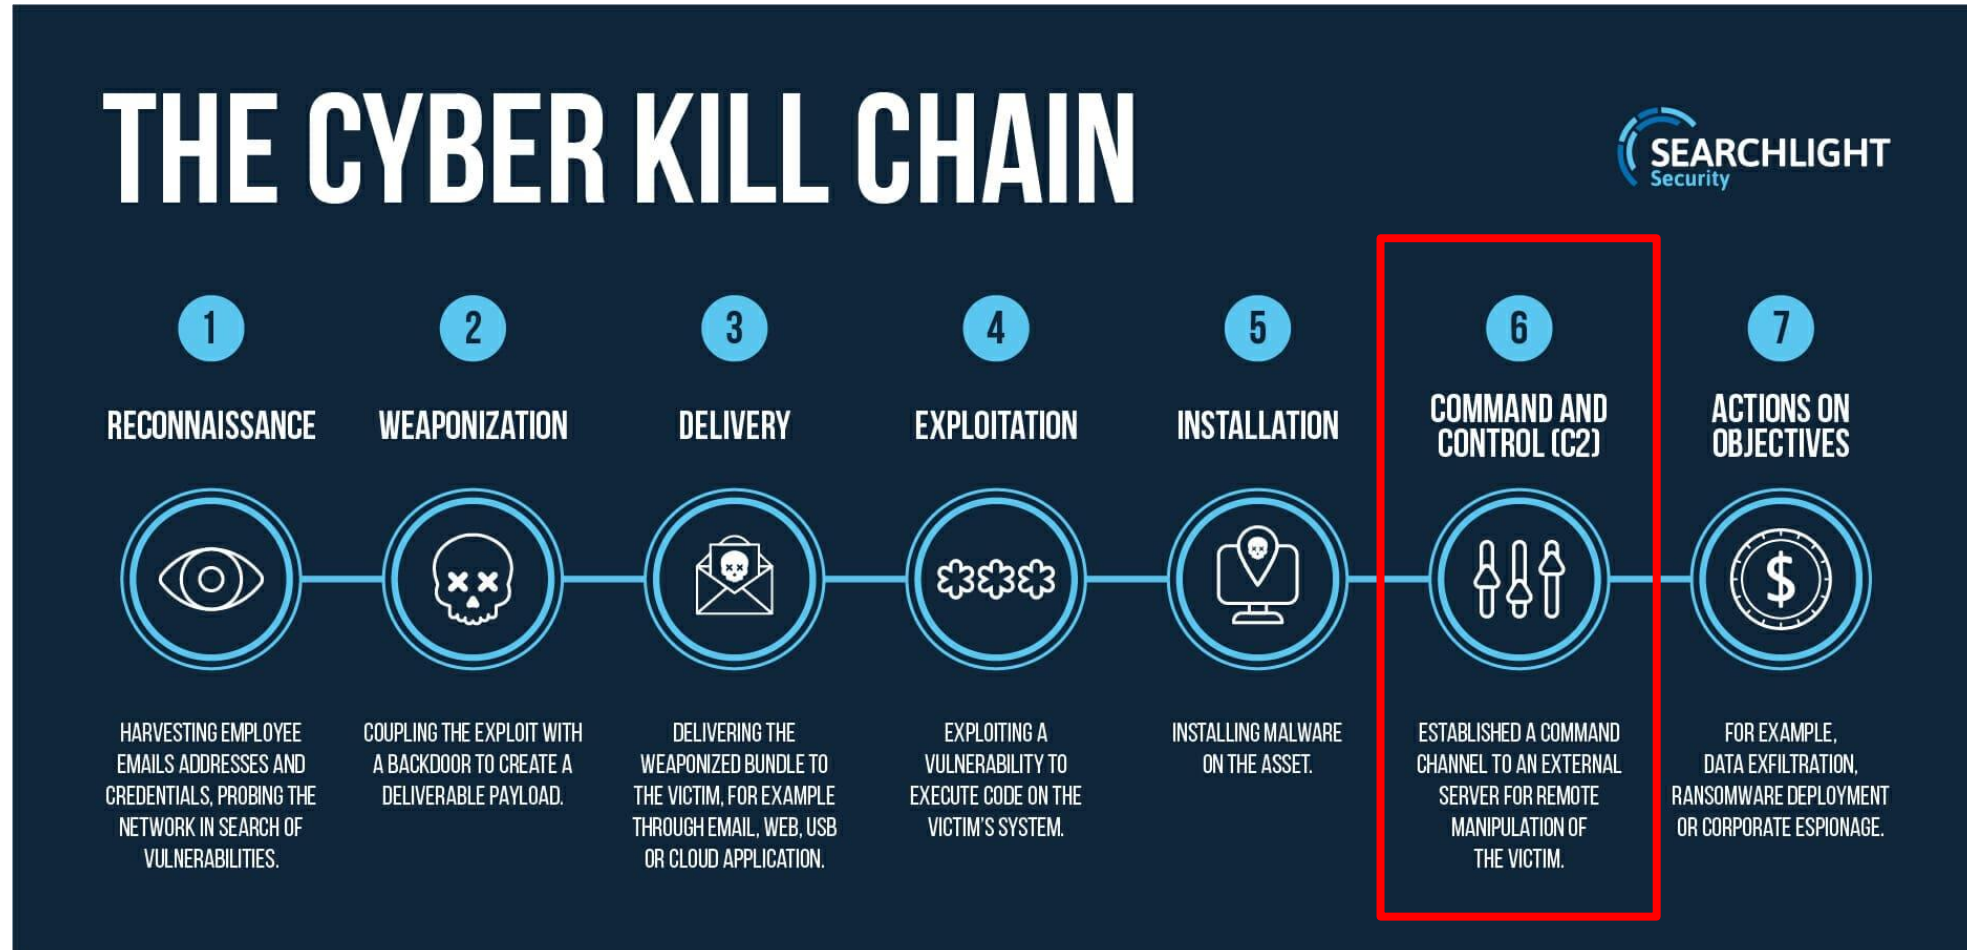 THE CYBER KILL CHAIN
SEARCHLIGHT
Security
1
RECONNAISSANCE
HARVESTING EMPLOYEE
EMAILS ADDRESSES AND
CREDENTIALS, PROBING THE
NETWORK IN SEARCH OF
VULNERABILITIES.
2
WEAPONIZATION
COUPLING THE EXPLOIT WITH
A BACKDOOR TO CREATE A
DELIVERABLE PAYLOAD.
3
DELIVERY
DELIVERING THE
WEAPONIZED BUNDLE TO
THE VICTIM, FOR EXAMPLE
THROUGH EMAIL, WEB, USB
OR CLOUD APPLICATION.
4
EXPLOITATION
EXPLOITING A
VULNERABILITY TO
EXECUTE CODE ON THE
VICTIM'S SYSTEM.
5
INSTALLATION
INSTALLING MALWARE
ON THE ASSET.
6
COMMAND AND
CONTROL (C2)
ESTABLISHED A COMMAND
CHANNEL TO AN EXTERNAL
SERVER FOR REMOTE
MANIPULATION OF
THE VICTIM.
7
ACTIONS ON
OBJECTIVES
$
FOR EXAMPLE,
DATA EXFILTRATION,
RANSOMWARE DEPLOYMENT
OR CORPORATE ESPIONAGE.